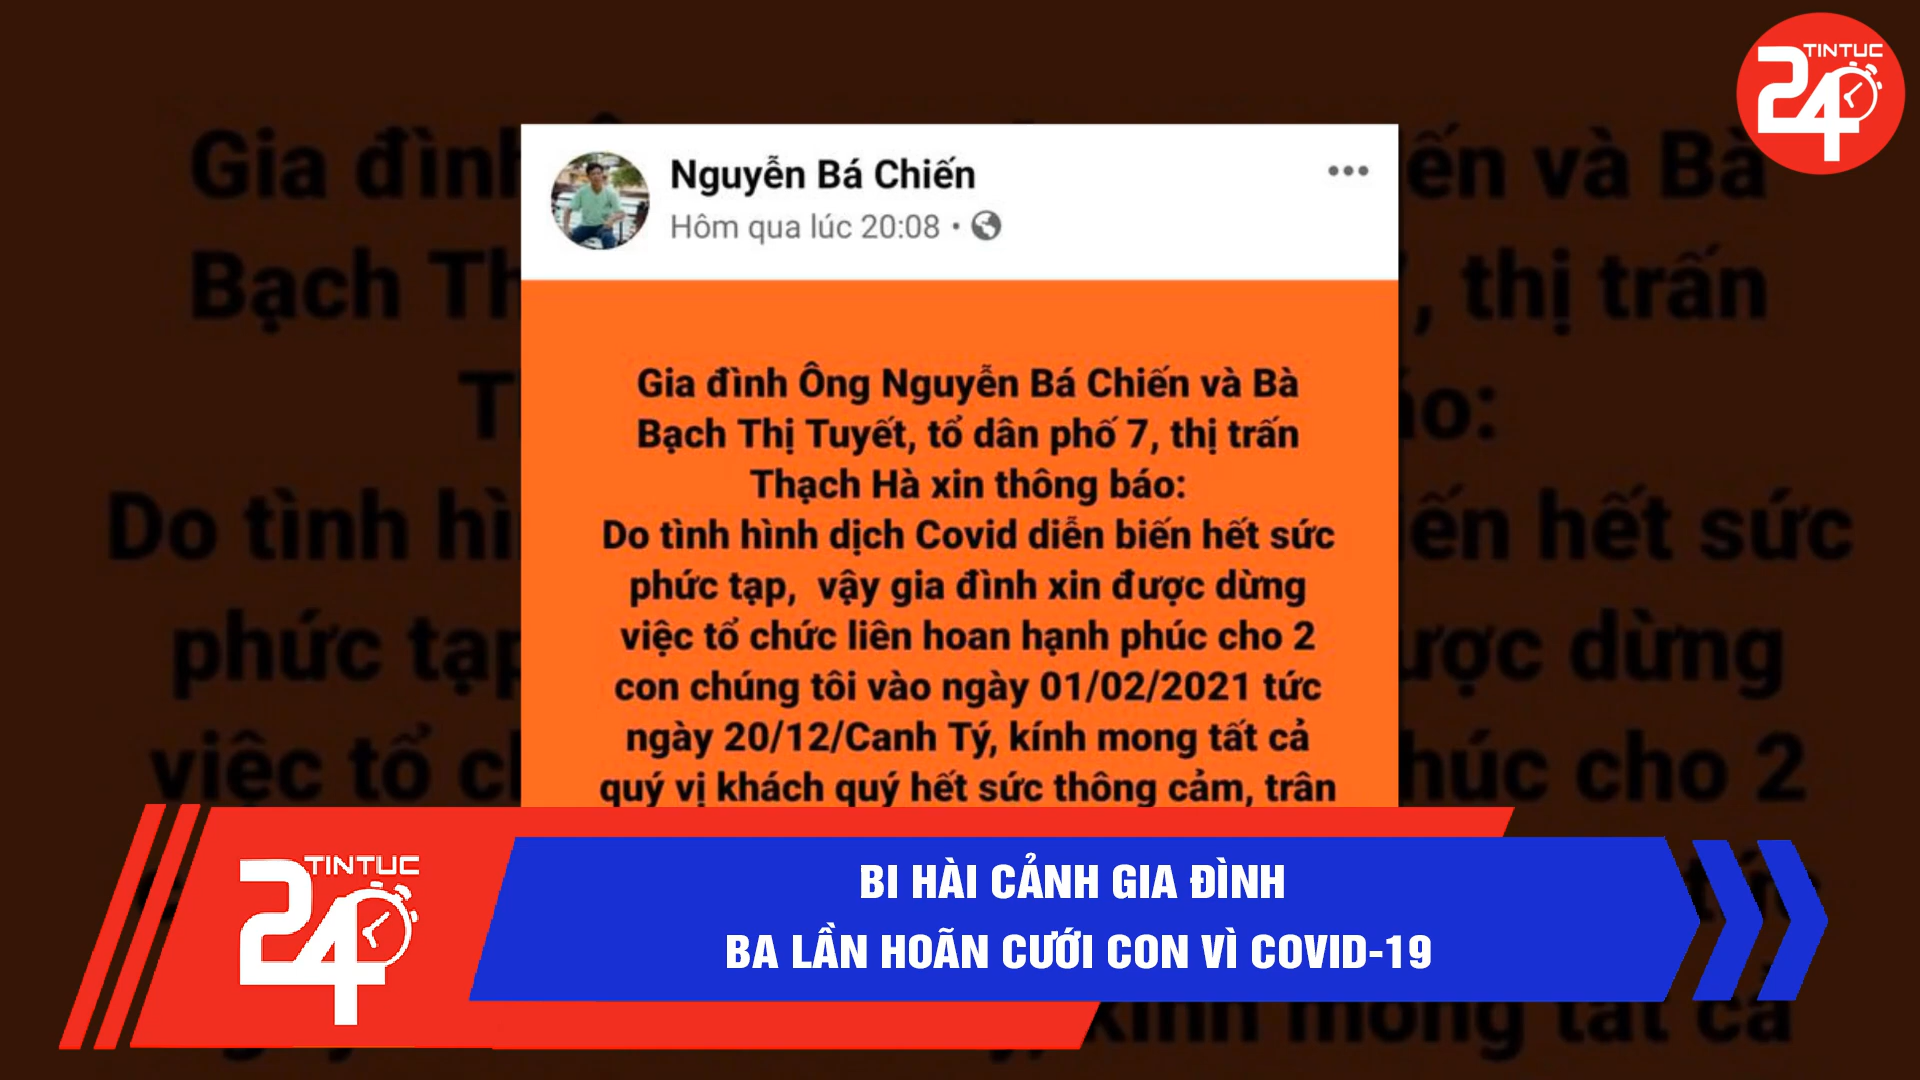 TINTUC
24
Nguyễn Bá Chiến
Hôm qua lúc 20:08
Gia đình Ông Nguyễn Bá Chiến và Bà
Bạch Thị Tuyết, tổ dân phố 7, thị trấn
Thạch Hà xin thông báo:
Do tình hình dịch Covid diễn biến hết sức
phức tạp, vậy gia đình xin được dừng
việc tổ chức liên hoan hạnh phúc cho 2
con chúng tôi vào ngày 01/02/2021 tức
ngày 20/12/Canh Tý, kính mong tất cả
quý vị khách quý hết sức thông cảm, trân
TINTUC
24
BI HÀI CẢNH GIA ĐÌNH
BA LẦN HOÃN CƯỚI CON VÌ COVID-19